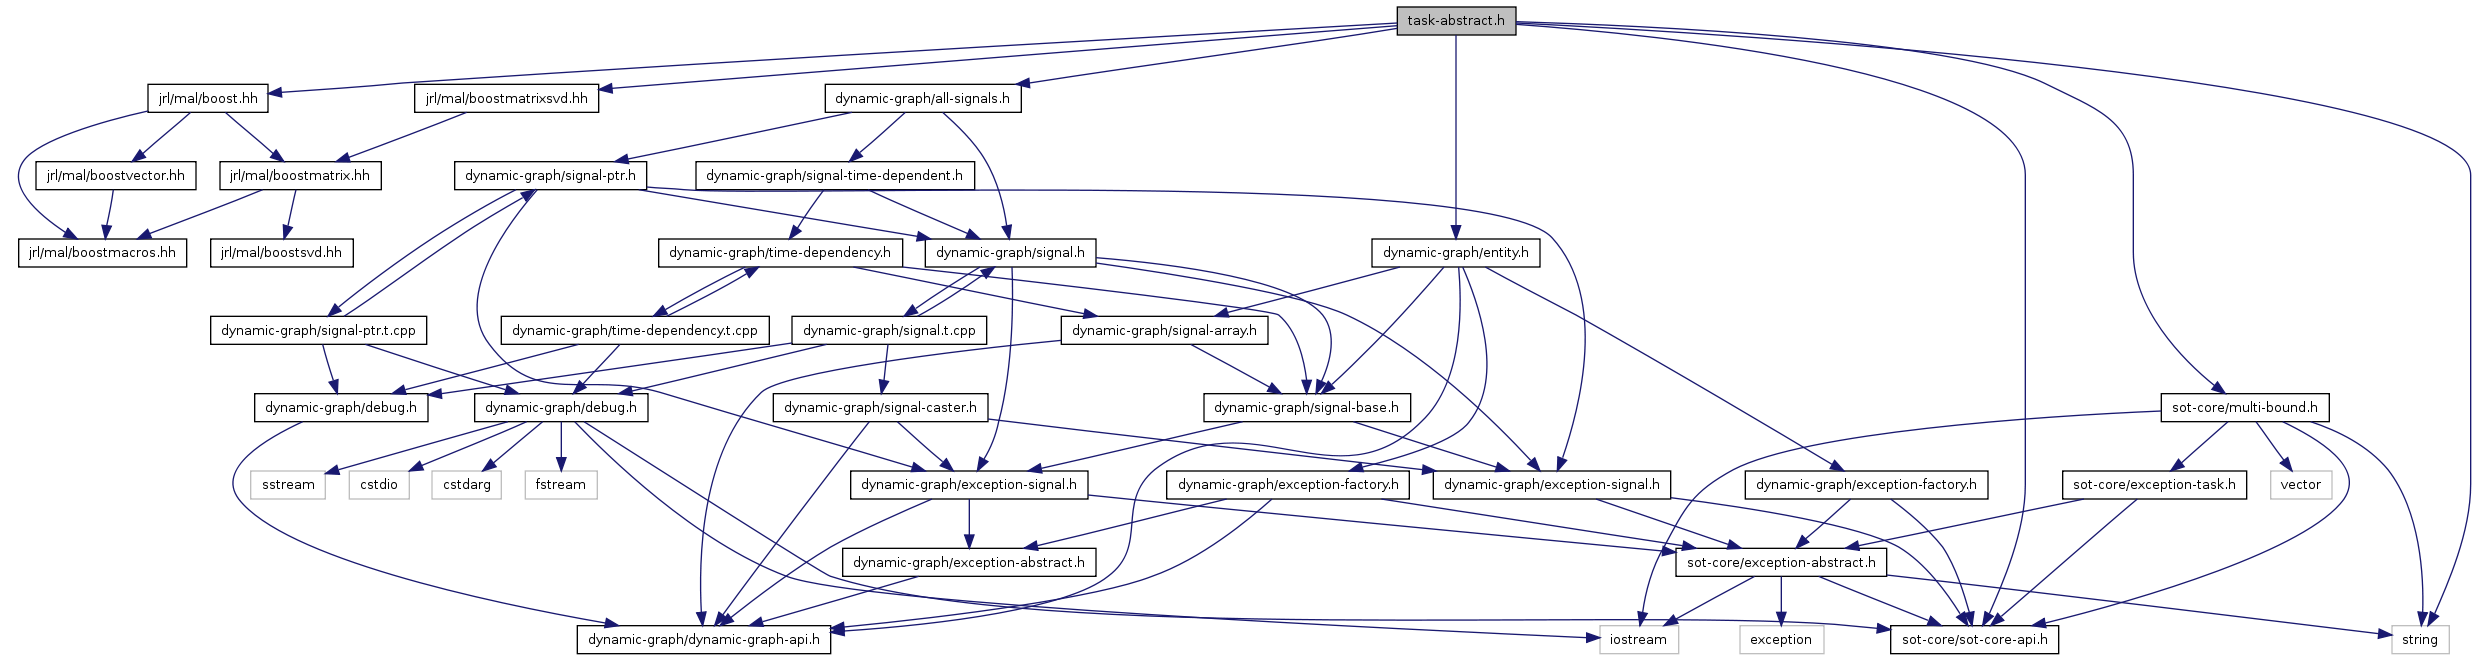 task-abstract.h
jrl/mal/boost.hh
jrl/mal/boostmatrixsvd.hh
dynamic-graph/all-signals.h
jrl/mal/boostvector.hh
jrl/mal/boostmatrix.hh
dynamic-graph/signal-ptr.h
dynamic-graph/signal-time-dependent.h
jrl/mal/boostmacros.hh
jrl/mal/boostsvd.hh
dynamic-graph/time-dependency.h
dynamic-graph/signal.h
dynamic-graph/entity.h
dynamic-graph/signal-ptr.t.cpp
dynamic-graph/time-dependency.t.cpp
dynamic-graph/signal.t.cpp
dynamic-graph/signal-array.h
dynamic-graph/debug.h
dynamic-graph/debug.h
dynamic-graph/signal-caster.h
dynamic-graph/signal-base.h
sot-core/multi-bound.h
sstream
cstdio
cstdarg
fstream
dynamic-graph/exception-signal.h
dynamic-graph/exception-factory.h
dynamic-graph/exception-signal.h
dynamic-graph/exception-factory.h
sot-core/exception-task.h
vector
dynamic-graph/exception-abstract.h
sot-core/exception-abstract.h
dynamic-graph/dynamic-graph-api.h
iostream
exception
sot-core/sot-core-api.h
string